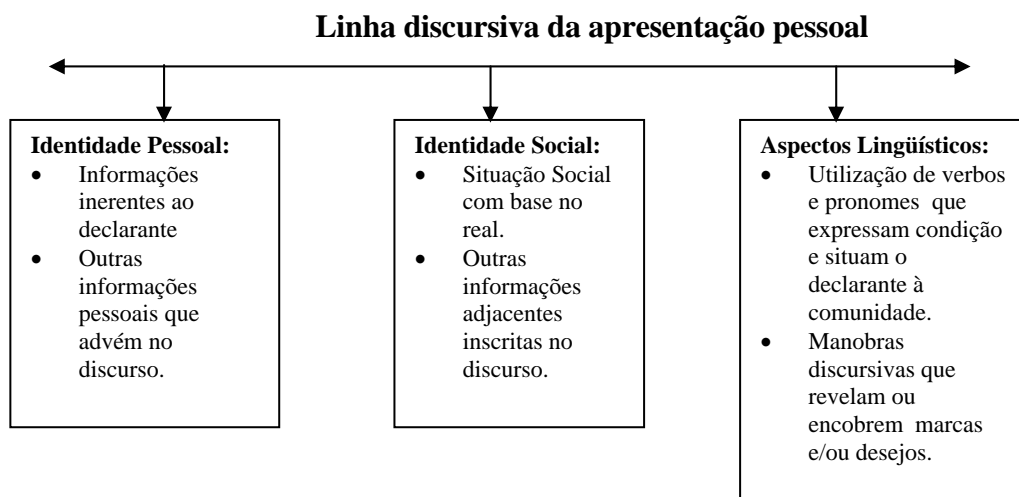 Linha discursiva da apresentação pessoal
Identidade Pessoal:
• Informações
inerentes ao
declarante
• Outras
informações
pessoais que
advém no
discurso.
Identidade Social:
• Situação Social
com base no
real.
• Outras
informações
adjacentes
inscritas no
discurso.
Aspectos Lingüísticos:
• Utilização de verbos
e pronomes que
expressam condição
e situam o
declarante à
comunidade.
• Manobras
discursivas que
revelam ou
encobrem marcas
e/ou desejos.